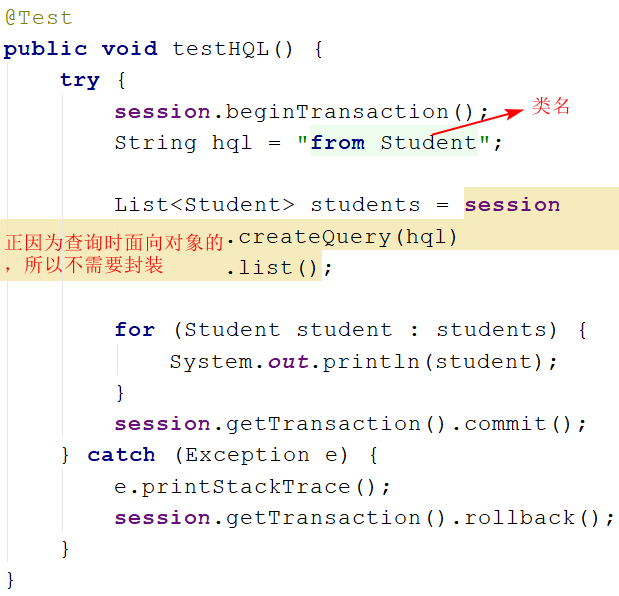 @Test
public void testHQL() {
try {
session.beginTransaction();
类名
String hql = "from Student";
List<Student> students = session
正因为查询时面向对象的
.createQuery(hql)
，所以不需要封装
.list();
for (Student student : students) {
System.out.println(student);
}
session.getTransaction().commit();
} catch (Exception e) {
e.printStackTrace();
session.getTransaction().rollback();
}
}